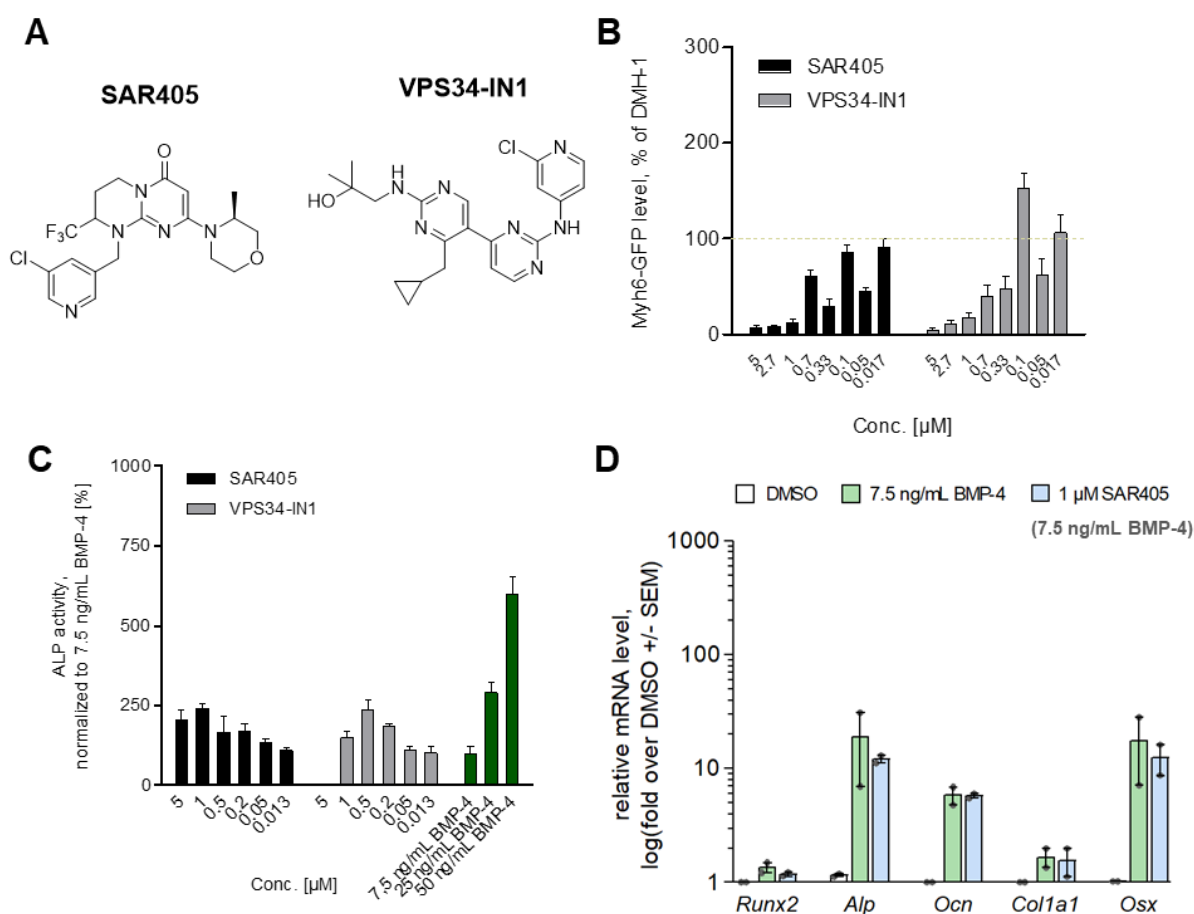 A
SAR405
VPS34-IN1
O
N
N
N
N
F₃C
Cl
N
O
HO
H
N
N
N
N
N
Cl
N
NH
B
SAR405
VPS34-IN1
Myh6-GFP level, % of DMH-1
300
200
100
0
5
2.7
1
0.7
0.33
0.1
0.05
0.017
5
2.7
1
0.7
0.33
0.1
0.05
0.017
Conc. [µM]
C
SAR405
VPS34-IN1
ALP activity,
normalized to 7.5 ng/mL BMP-4 [%]
1000
750
500
250
0
5
1
0.5
0.2
0.05
0.013
5
1
0.5
0.2
0.05
0.013
7.5 ng/mL BMP-4
25 ng/mL BMP-4
50 ng/mL BMP-4
Conc. [µM]
D
DMSO
7.5 ng/mL BMP-4
1 µM SAR405
(7.5 ng/mL BMP-4)
relative mRNA level,
log(fold over DMSO +/- SEM)
1000
100
10
1
Runx2
Alp
Ocn
Col1a1
Osx